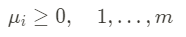 μᵢ ≥ 0, 1, . . . , m